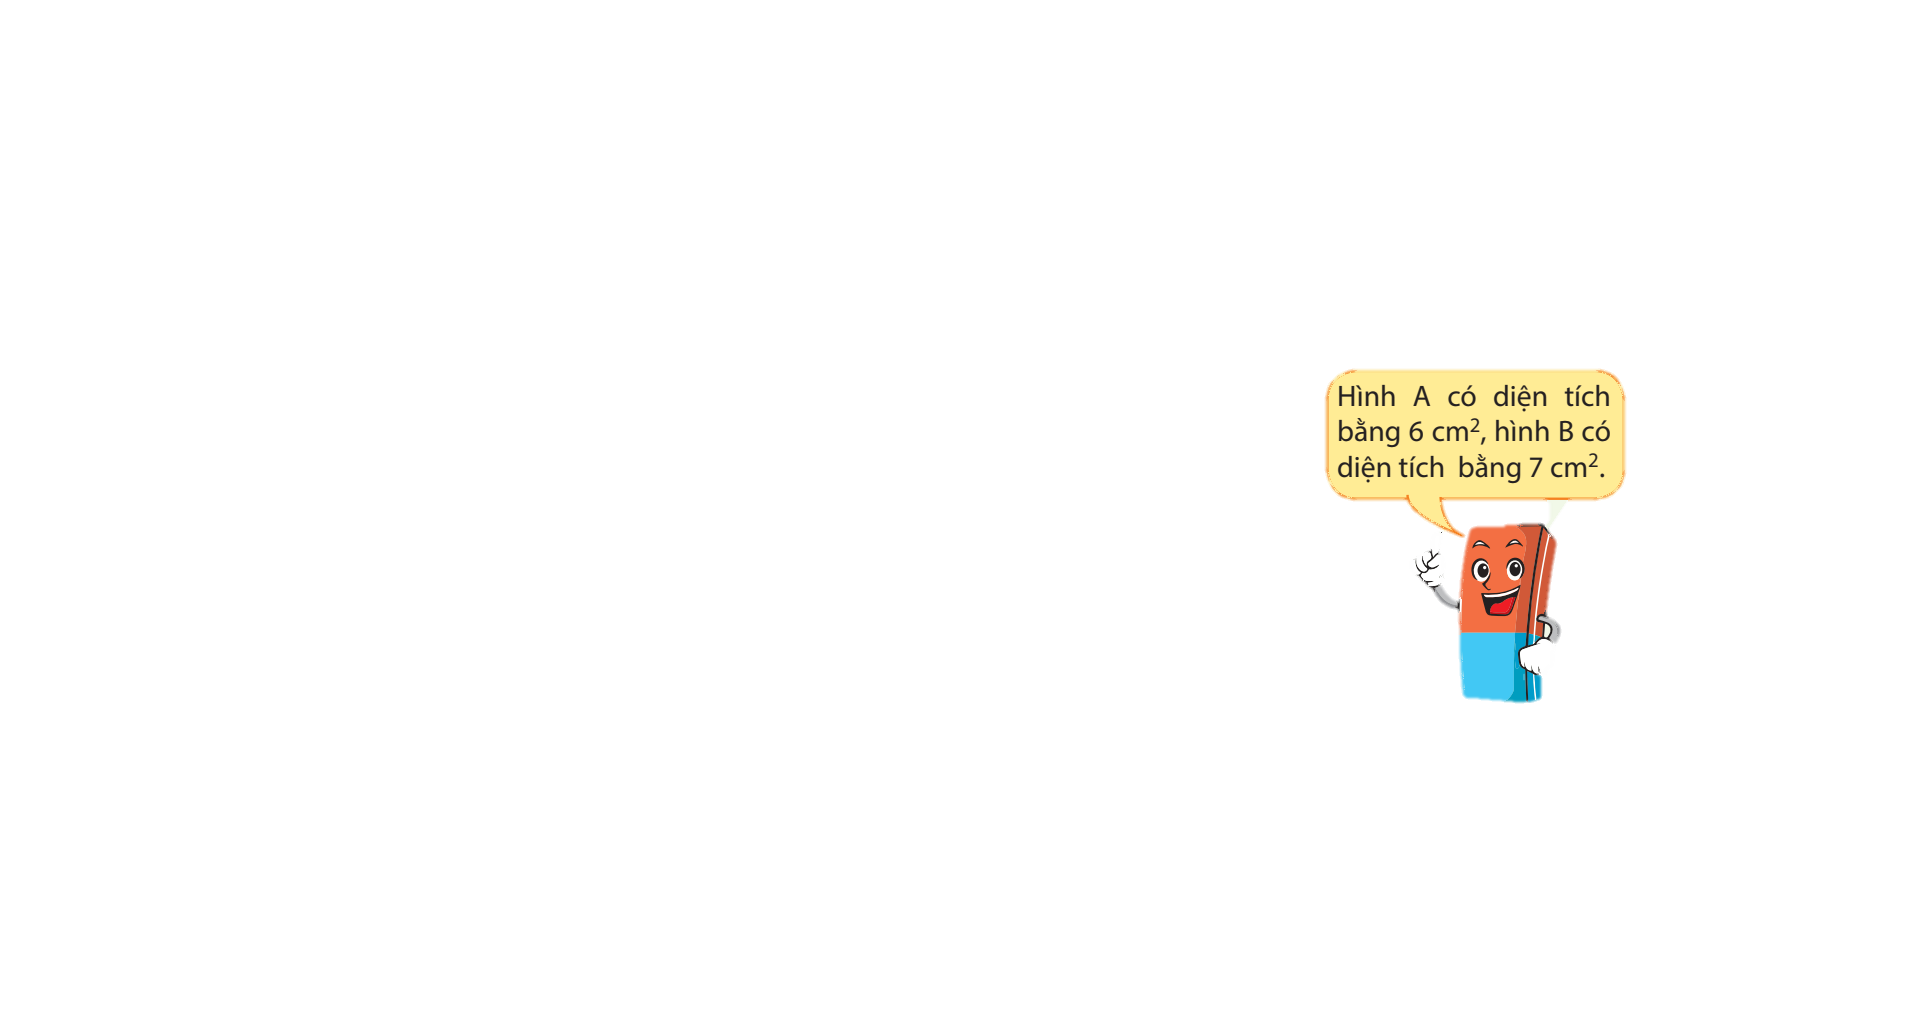 Hình A có diện tích
bằng 6 cm², hình B có
diện tích bằng 7 cm².